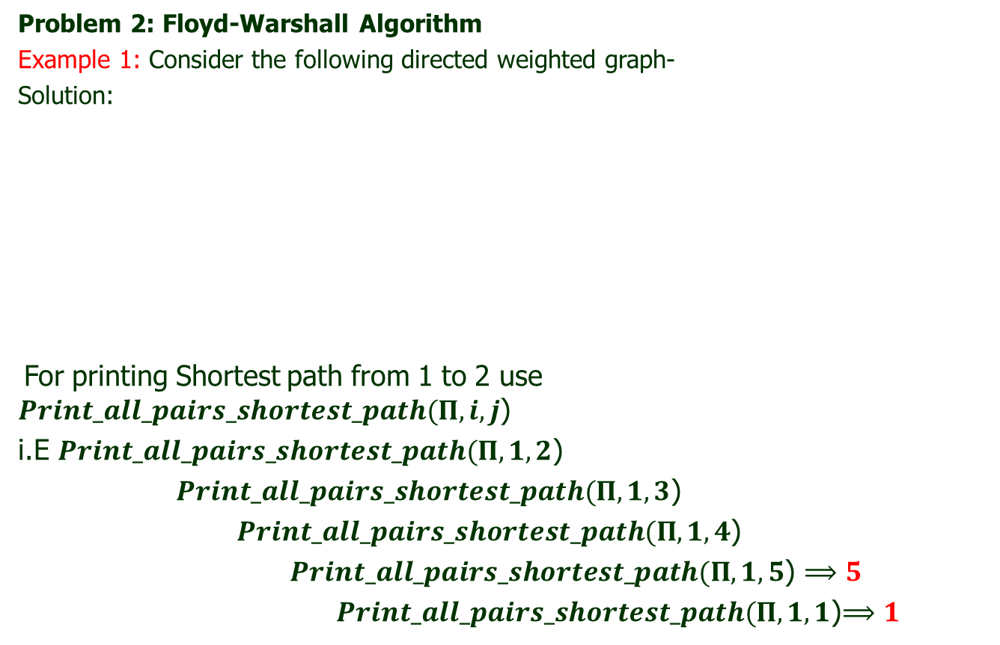 Problem 2: Floyd-Warshall Algorithm
Example 1: Consider the following directed weighted graph-
Solution:
For printing Shortest path from 1 to 2 use
Print_all_pairs_shortest_path(Π, i, j)
i.E Print_all_pairs_shortest_path(Π, 1, 2)
Print_all_pairs_shortest_path(Π, 1, 3)
Print_all_pairs_shortest_path(Π, 1, 4)
Print_all_pairs_shortest_path(Π, 1, 5) ⟹ 5
Print_all_pairs_shortest_path(Π, 1, 1)⟹ 1